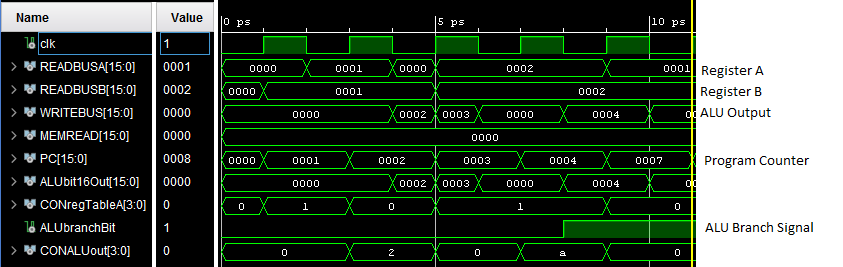 Name Value 0 ps 5 ps 10 ps
clk 1
READBUSA[15:0] 0001 0000 0001 0000 0002 0001 Register A
READBUSB[15:0] 0002 0000 0001 0002 Register B
WRITEBUS[15:0] 0000 0000 0002 0003 0000 0004 ALU Output
MEMREAD[15:0] 0000 0000
PC[15:0] 0008 0000 0001 0002 0003 0004 0007 Program Counter
ALUbit16Out[15:0] 0000 0000 0002 0003 0000 0004
CONregTableA[3:0] 0 0 1 0 1 0
ALUbranchBit 1 ALU Branch Signal
CONALUout[3:0] 0 0 2 0 a 0